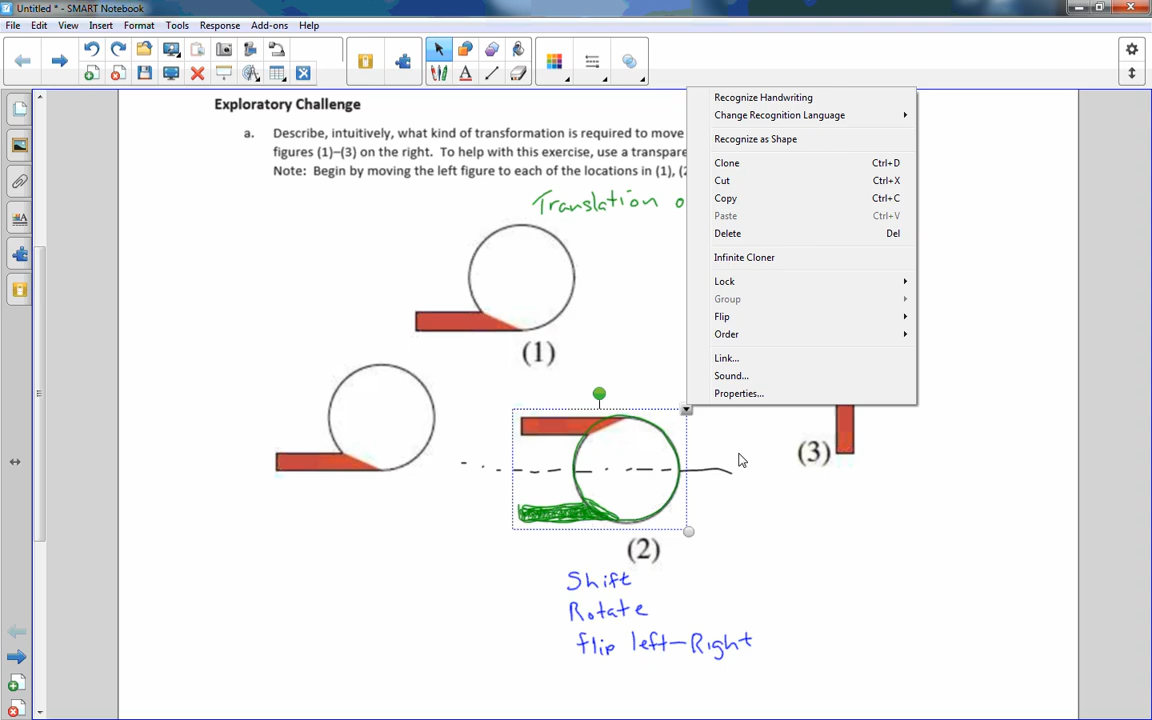 Untitled * - SMART Notebook
File Edit View Insert Format Tools Response Add-ons Help
Exploratory Challenge
a. Describe, intuitively, what kind of transformation is required to move
figures (1)–(3) on the right. To help with this exercise, use a transpare
Note: Begin by moving the left figure to each of the locations in (1), (2
Translation o
(1)
(2)
(3)
Shift
Rotate
flip left-Right
Recognize Handwriting
Change Recognition Language
Recognize as Shape
Clone Ctrl+D
Cut Ctrl+X
Copy Ctrl+C
Paste Ctrl+V
Delete Del
Infinite Cloner
Lock
Group
Flip
Order
Link...
Sound...
Properties...